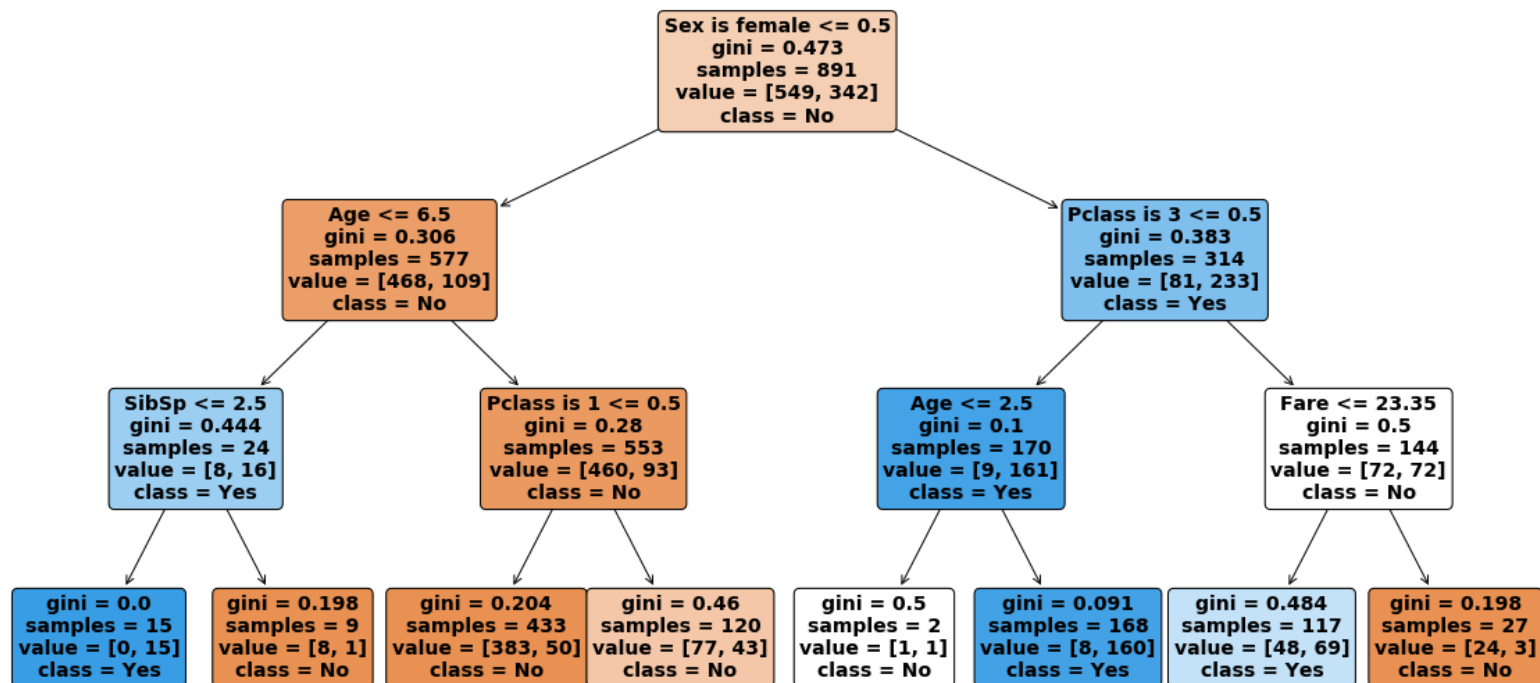 Sex is female <= 0.5
gini = 0.473
samples = 891
value = [549, 342]
class = No
Age <= 6.5
gini = 0.306
samples = 577
value = [468, 109]
class = No
Pclass is 3 <= 0.5
gini = 0.383
samples = 314
value = [81, 233]
class = Yes
SibSp <= 2.5
gini = 0.444
samples = 24
value = [8, 16]
class = Yes
Pclass is 1 <= 0.5
gini = 0.28
samples = 553
value = [460, 93]
class = No
Age <= 2.5
gini = 0.1
samples = 170
value = [9, 161]
class = Yes
Fare <= 23.35
gini = 0.5
samples = 144
value = [72, 72]
class = No
gini = 0.0
samples = 15
value = [0, 15]
class = Yes
gini = 0.198
samples = 9
value = [8, 1]
class = No
gini = 0.204
samples = 433
value = [383, 50]
class = No
gini = 0.46
samples = 120
value = [77, 43]
class = No
gini = 0.5
samples = 2
value = [1, 1]
class = No
gini = 0.091
samples = 168
value = [8, 160]
class = Yes
gini = 0.484
samples = 117
value = [48, 69]
class = Yes
gini = 0.198
samples = 27
value = [24, 3]
class = No